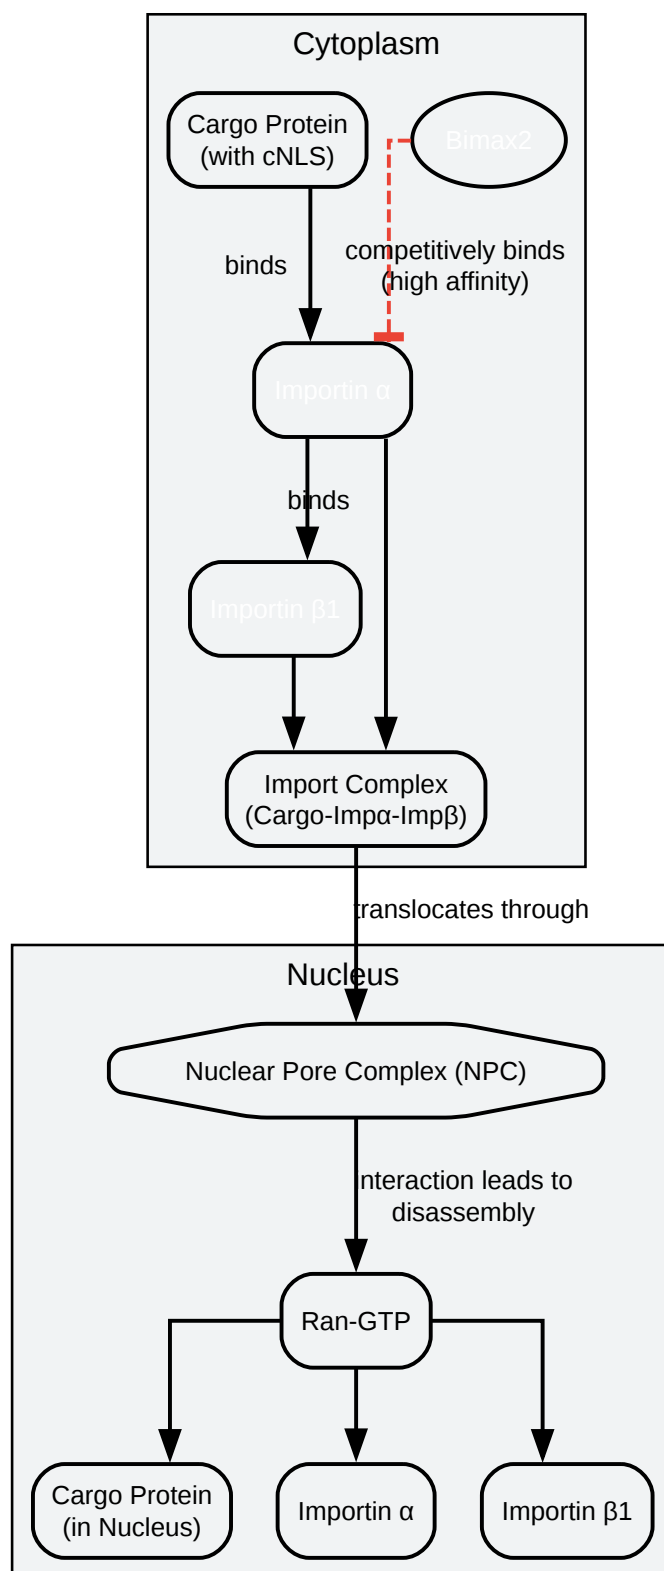 Cytoplasm
Cargo Protein
(with cNLS)
Bimax2
binds
competitively binds
(high affinity)
Importin α
binds
Importin β1
Import Complex
(Cargo-Impα-Impβ)
translocates through
Nucleus
Nuclear Pore Complex (NPC)
interaction leads to
disassembly
Ran-GTP
Cargo Protein
(in Nucleus)
Importin α
Importin β1